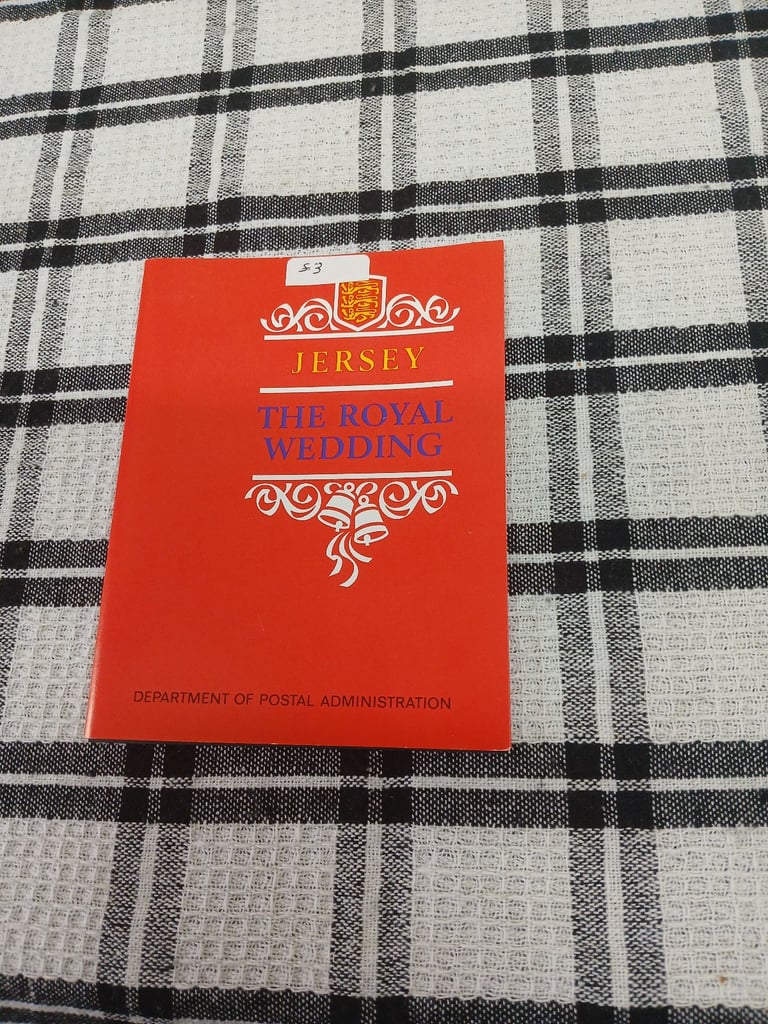 £3
JERSEY
THE ROYAL
WEDDING
DEPARTMENT OF POSTAL ADMINISTRATION